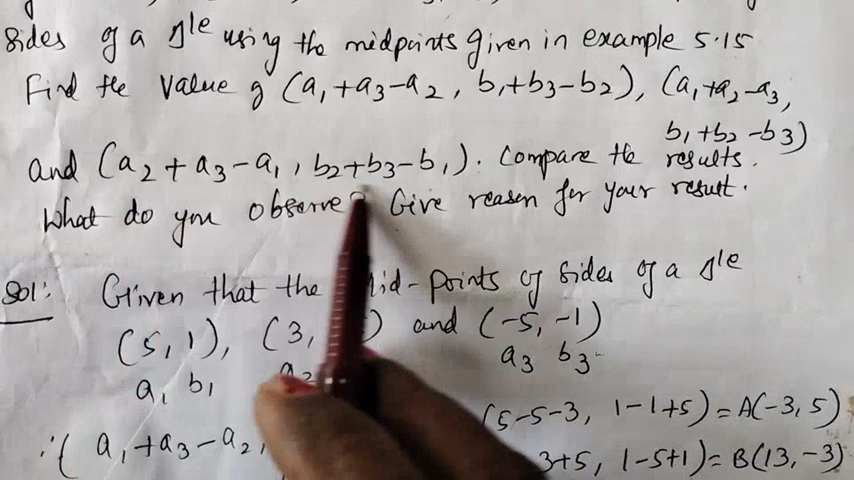 sides of a Δle using the midpoints given in example 5.15
Find the value of (a₁+a₃-a₂, b₁+b₃-b₂), (a₁+a₂-a₃,
b₁+b₂-b₃)
and (a₂+a₃-a₁, b₂+b₃-b₁). Compare the results.
What do you observe Give reason for your result.
Sol:. Given that the Mid-points of sides of a Δle
(5, 1), (3, ) and (-5, -1)
a₁ b₁ a₃ b₃
∴( a₁+a₃-a₂, (5-5-3, 1-1+5) = A(-3, 5)
3+5, 1-5+1) = B(13, -3)